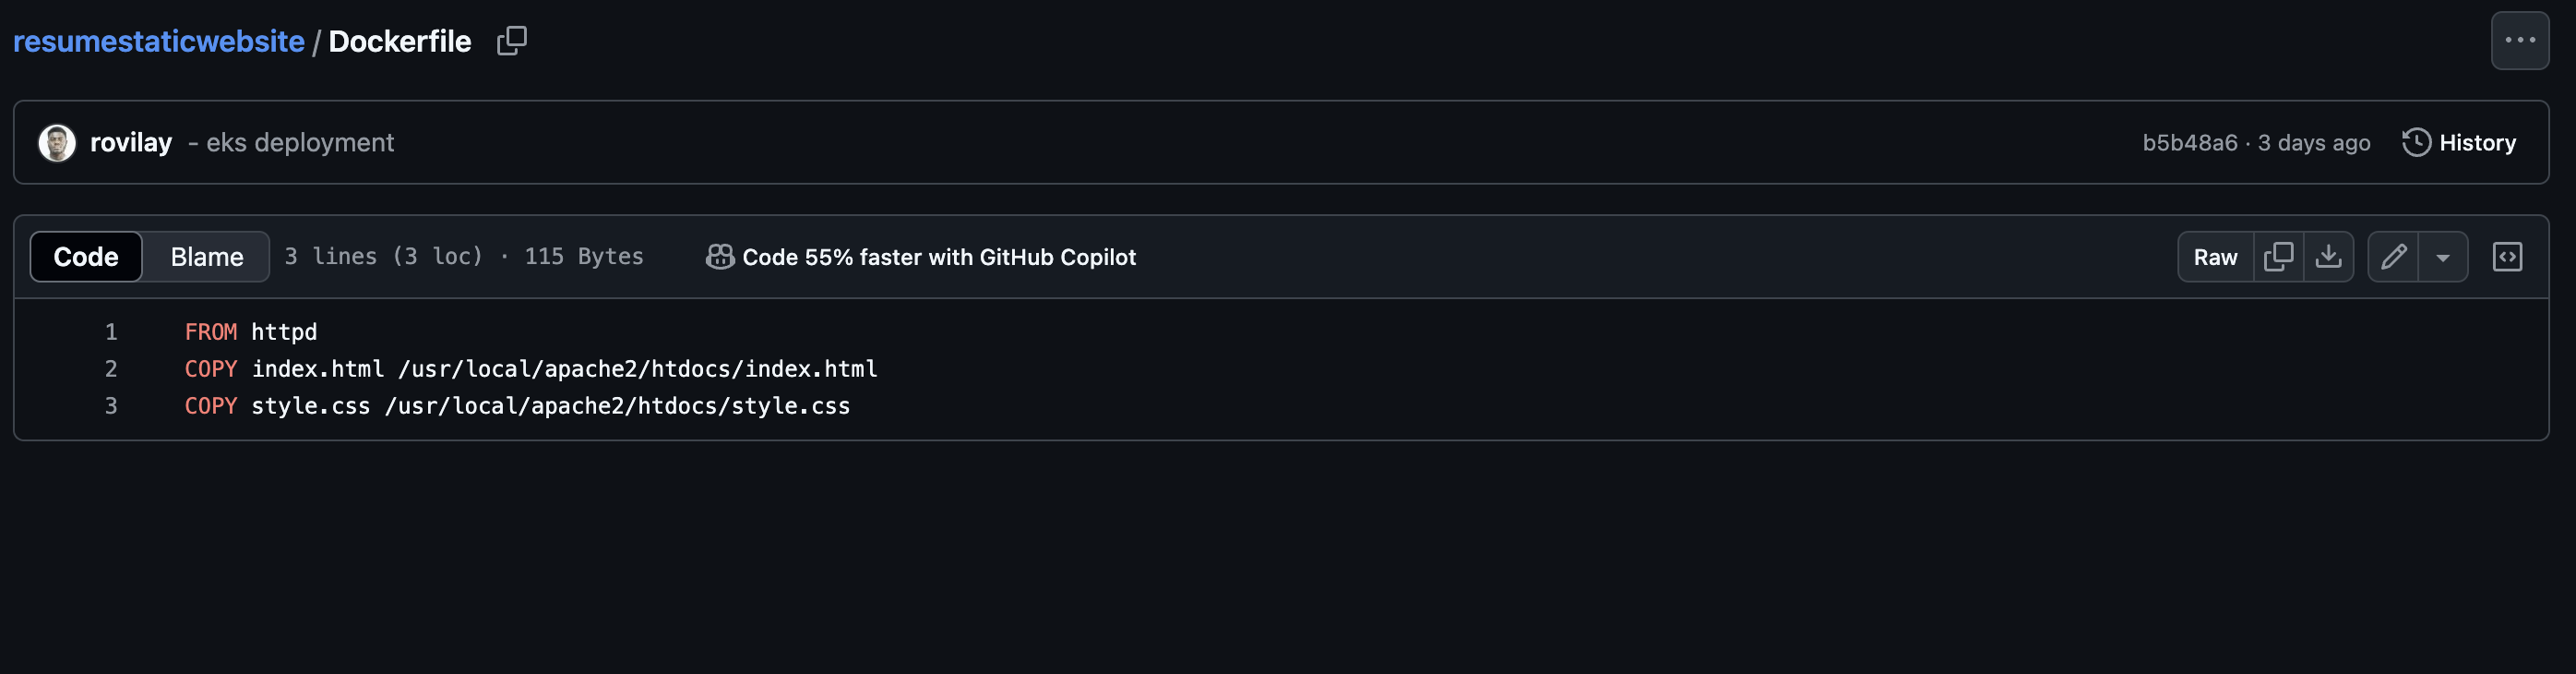 resumestaticwebsite / Dockerfile
rovilay - eks deployment
b5b48a6 · 3 days ago History
Code Blame 3 lines (3 loc) · 115 Bytes Code 55% faster with GitHub Copilot Raw
1 FROM httpd
2 COPY index.html /usr/local/apache2/htdocs/index.html
3 COPY style.css /usr/local/apache2/htdocs/style.css